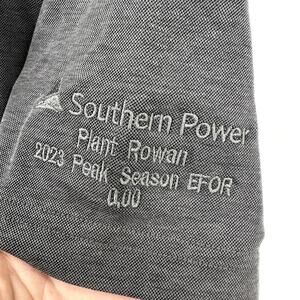 Southern Power
Plant Rowan
2023 Peak Season EFOR
0.00